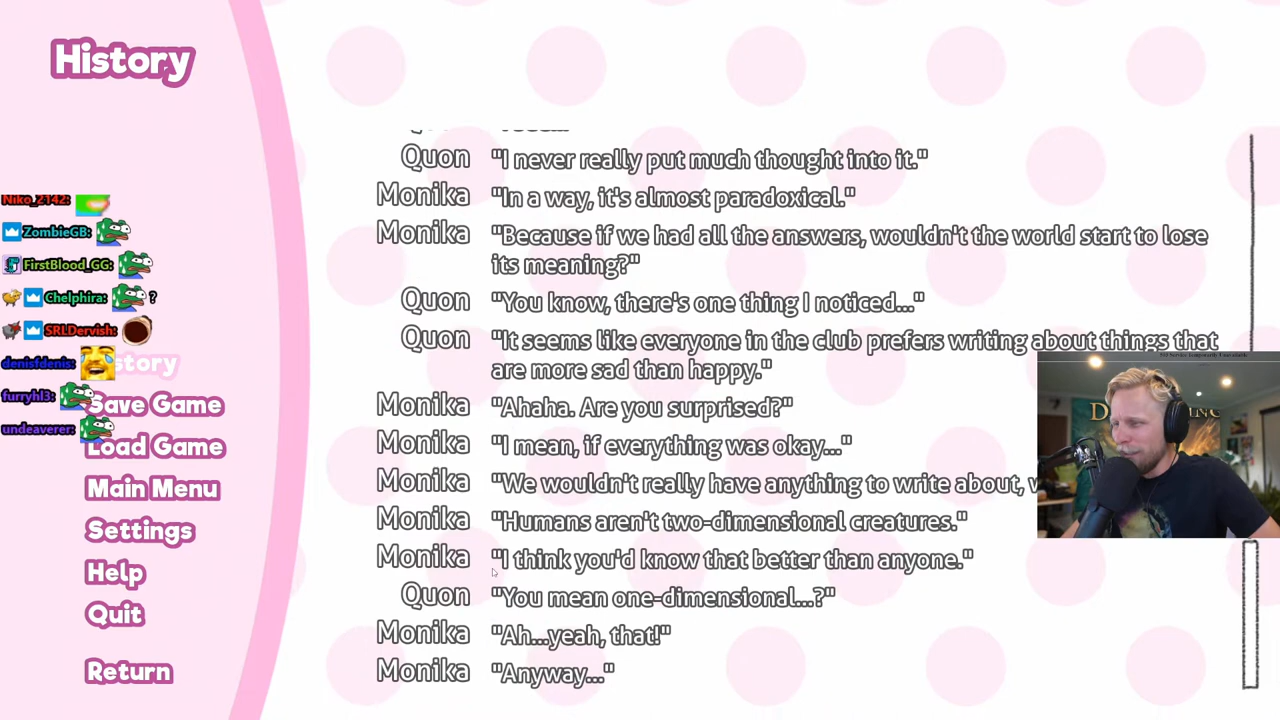 History
Quon "I never really put much thought into it."
Monika "In a way, it's almost paradoxical."
Monika "Because if we had all the answers, wouldn't the world start to lose
its meaning?"
Quon "You know, there's one thing I noticed..."
Quon "It seems like everyone in the club prefers writing about things that
are more sad than happy."
Monika "Ahaha. Are you surprised?"
Monika "I mean, if everything was okay..."
Monika "We wouldn't really have anything to write about,
Monika "Humans aren't two-dimensional creatures."
Monika "I think you'd know that better than anyone."
Quon "You mean one-dimensional...?"
Monika "Ah...yeah, that!"
Monika "Anyway..."
Niko_2142:
ZombieGB:
FirstBlood_GG:
Chelphira: ?
SRLDervish:
denisfdenis:
story
furryhl3:
Save Game
undeaverer:
Load Game
Main Menu
Settings
Help
Quit
Return